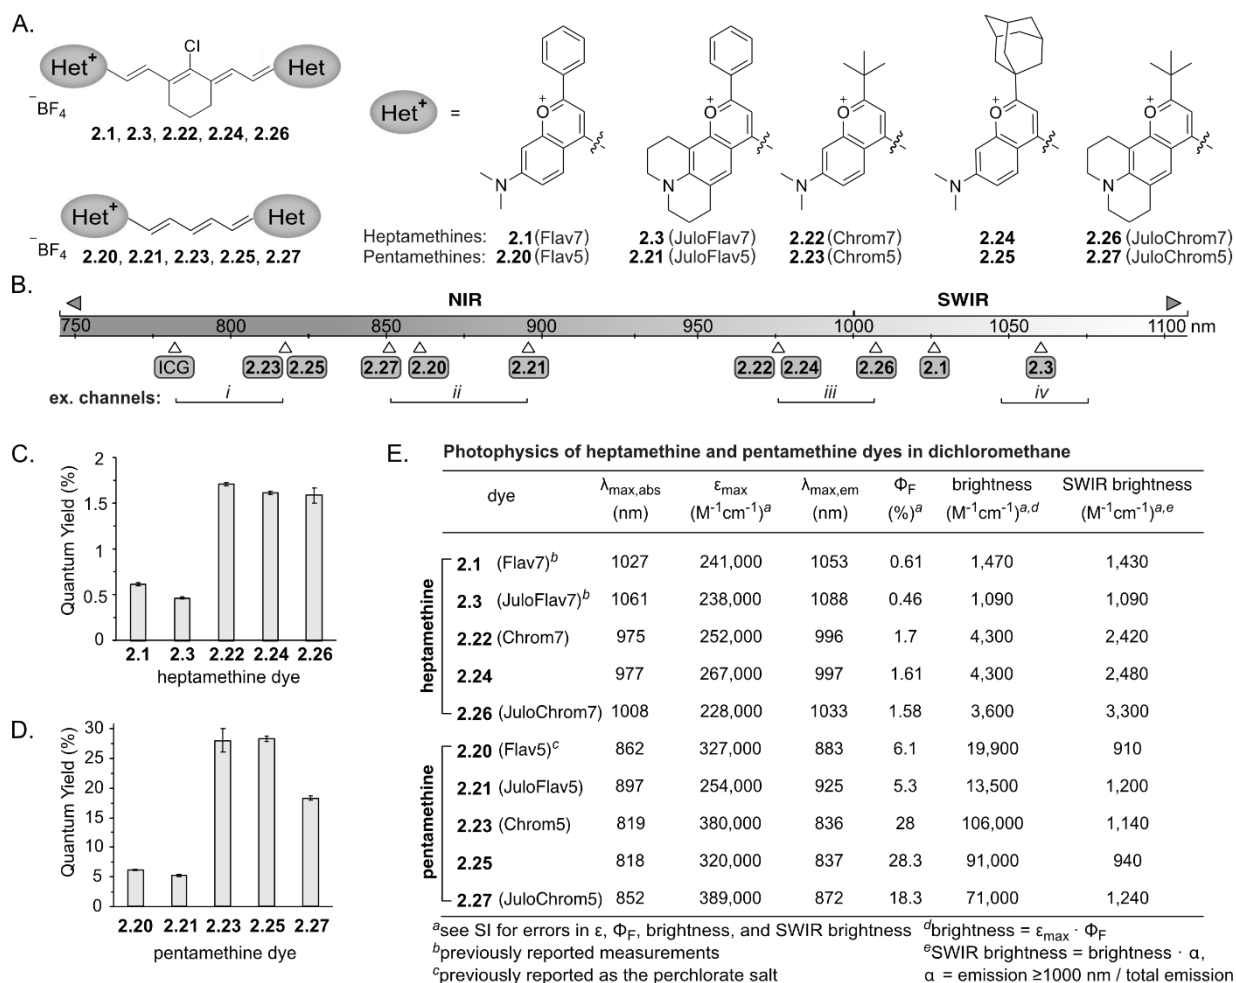 A.
Het+ Cl Het
−BF4
2.1, 2.3, 2.22, 2.24, 2.26
Het+ Het
−BF4
2.20, 2.21, 2.23, 2.25, 2.27
Het+ =
O+ O+ O+ O+ O+
N N N N N
Heptamethines: 2.1 (Flav7) 2.3 (JuloFlav7) 2.22 (Chrom7) 2.24 2.26 (JuloChrom7)
Pentamethines: 2.20 (Flav5) 2.21 (JuloFlav5) 2.23 (Chrom5) 2.25 2.27 (JuloChrom5)
B.
NIR SWIR
750 800 850 900 950 1000 1050 1100 nm
ICG 2.23 2.25 2.27 2.20 2.21 2.22 2.24 2.26 2.1 2.3
ex. channels: i ii iii iv
C.
Quantum Yield (%)
2
1.5
1
0.5
0
2.1 2.3 2.22 2.24 2.26
heptamethine dye
D.
Quantum Yield (%)
30
25
20
15
10
5
0
2.20 2.21 2.23 2.25 2.27
pentamethine dye
E. Photophysics of heptamethine and pentamethine dyes in dichloromethane
dye λmax,abs (nm) εmax (M-1cm-1)a λmax,em (nm) ΦF (%)a brightness (M-1cm-1)a,d SWIR brightness (M-1cm-1)a,e
heptamethine
2.1 (Flav7)b 1027 241,000 1053 0.61 1,470 1,430
2.3 (JuloFlav7)b 1061 238,000 1088 0.46 1,090 1,090
2.22 (Chrom7) 975 252,000 996 1.7 4,300 2,420
2.24 977 267,000 997 1.61 4,300 2,480
2.26 (JuloChrom7) 1008 228,000 1033 1.58 3,600 3,300
pentamethine
2.20 (Flav5)c 862 327,000 883 6.1 19,900 910
2.21 (JuloFlav5) 897 254,000 925 5.3 13,500 1,200
2.23 (Chrom5) 819 380,000 836 28 106,000 1,140
2.25 818 320,000 837 28.3 91,000 940
2.27 (JuloChrom5) 852 389,000 872 18.3 71,000 1,240
asee SI for errors in ε, ΦF, brightness, and SWIR brightness dbrightness = εmax · ΦF
bpreviously reported measurements eSWIR brightness = brightness · α,
cpreviously reported as the perchlorate salt α = emission ≥1000 nm / total emission